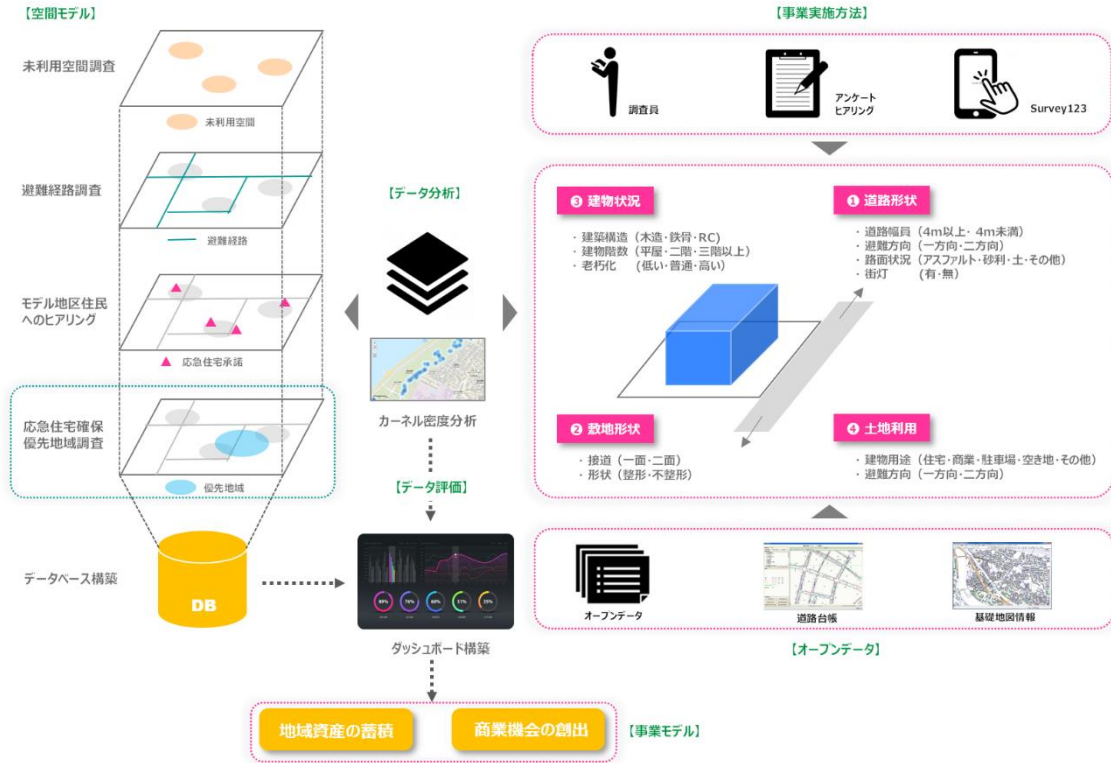 【空間モデル】
未利用空間調査
未利用空間
避難経路調査
避難経路
モデル地区住民
へのヒアリング
応急住宅承諾
応急住宅確保
優先地域調査
優先地域
データベース構築
DB
【データ分析】
カーネル密度分析
【データ評価】
89%
76%
60%
ダッシュボード構築
地域資産の蓄積
商業機会の創出
【事業モデル】
【事業実施方法】
調査員
アンケート
ヒアリング
Survey123
❸ 建物状況
・建築構造（木造・鉄骨・RC）
・建物階数（平屋・二階・三階以上）
・老朽化　（低い・普通・高い）
❶ 道路形状
・道路幅員（4m以上・4m未満）
・避難方向（一方向・二方向）
・路面状況（アスファルト・砂利・土・その他）
・街灯　　（有・無）
❷ 敷地形状
・接道（一面・二面）
・形状（整形・不整形）
❹ 土地利用
・建物用途（住宅・商業・駐車場・空き地・その他）
・避難方向（一方向・二方向）
オープンデータ
道路台帳
基礎地図情報
【オープンデータ】